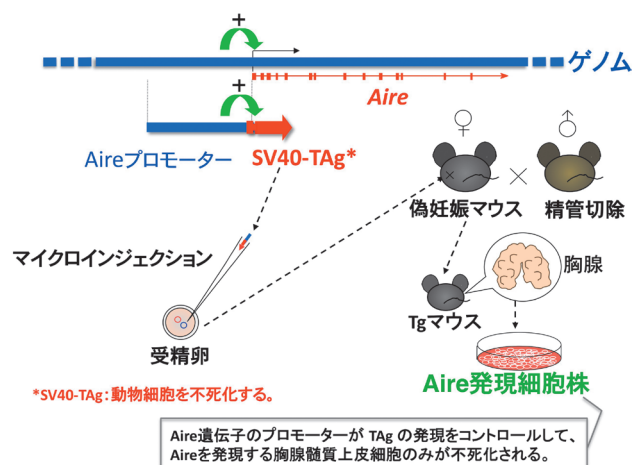 +
ゲノム
Aire
+
Aireプロモーター
SV40-TAg*
♀
♂
×
偽妊娠マウス
精管切除
マイクロインジェクション
胸腺
Tgマウス
受精卵
Aire発現細胞株
*SV40-TAg：動物細胞を不死化する。
Aire遺伝子のプロモーターが TAg の発現をコントロールして、
Aireを発現する胸腺髄質上皮細胞のみが不死化される。